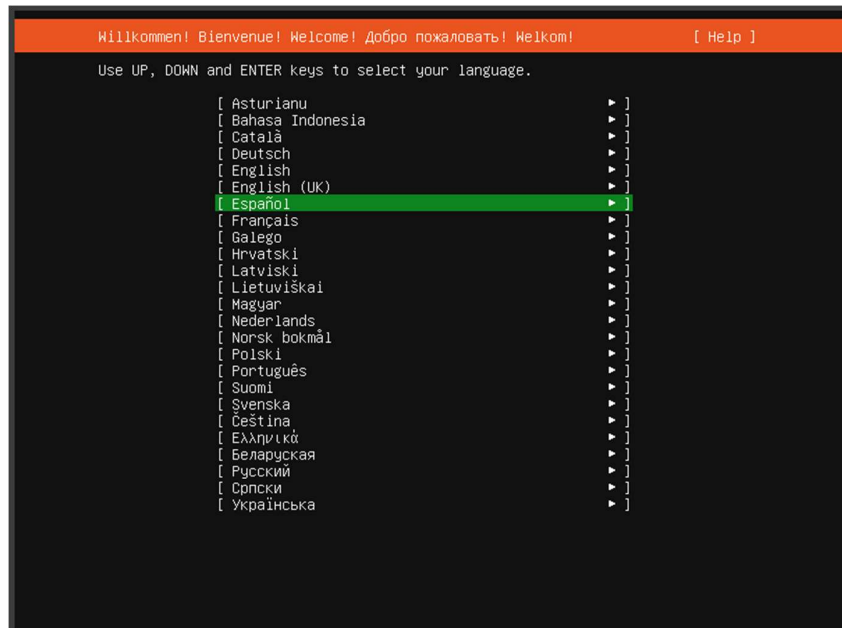 Willkommen! Bienvenue! Welcome! Добро пожаловать! Welkom! [ Help ]
Use UP, DOWN and ENTER keys to select your language.
[ Asturianu ► ]
[ Bahasa Indonesia ► ]
[ Català ► ]
[ Deutsch ► ]
[ English ► ]
[ English (UK) ► ]
[ Español ► ]
[ Français ► ]
[ Galego ► ]
[ Hrvatski ► ]
[ Latviski ► ]
[ Lietuviškai ► ]
[ Magyar ► ]
[ Nederlands ► ]
[ Norsk bokmål ► ]
[ Polski ► ]
[ Português ► ]
[ Suomi ► ]
[ Svenska ► ]
[ Čeština ► ]
[ Ελληνικά ► ]
[ Беларуская ► ]
[ Русский ► ]
[ Српски ► ]
[ Українська ► ]